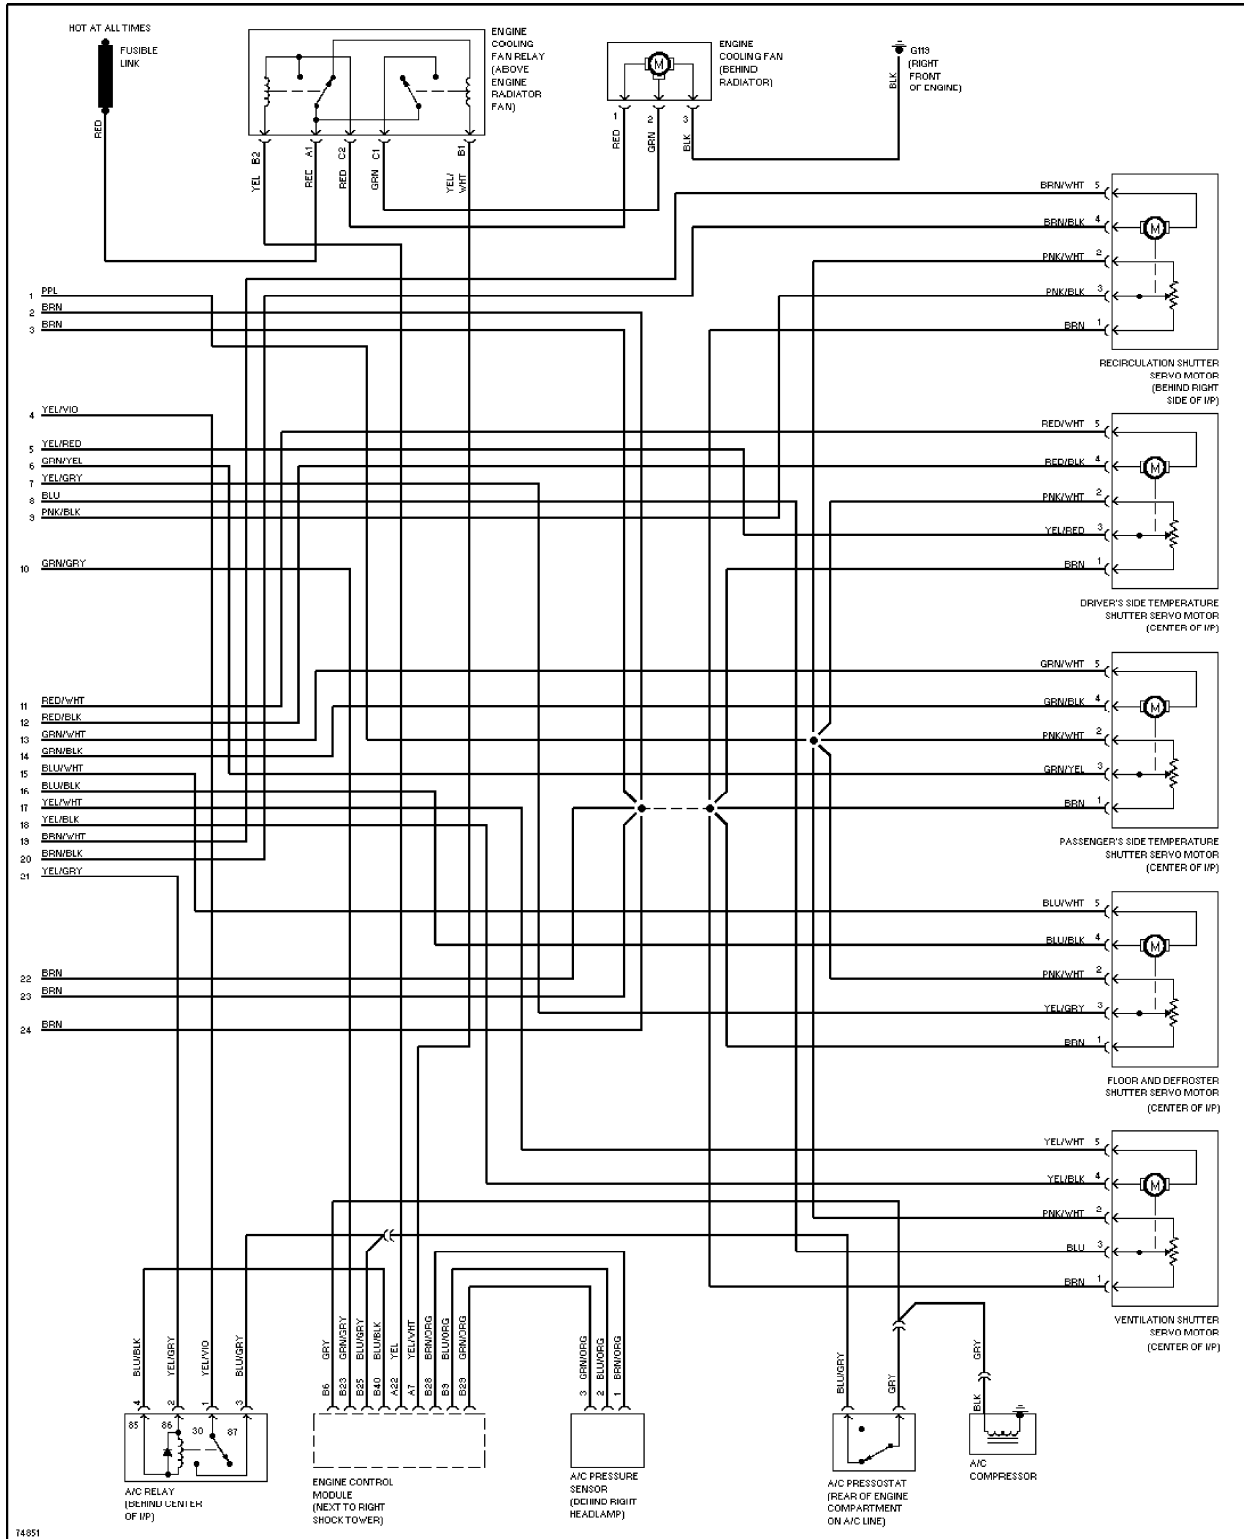 HOT AT ALL TIMES
FUSIBLE
LINK
RED
ENGINE
COOLING
FAN RELAY
(ABOVE
ENGINE
RADIATOR
FAN)
YEL B2
RED A1
RED C2
GRN C1
YEL/
WHT B1
M
ENGINE
COOLING FAN
(BEHIND
RADIATOR)
RED 1
GRN 2
BLK 3
BLK
G119
(RIGHT
FRONT
OF ENGINE)
1 PPL
2 BRN
3 BRN
4 YEL/VIO
5 YEL/RED
6 GRN/YEL
7 YEL/GRY
8 BLU
9 PNK/BLK
10 GRN/GRY
11 RED/WHT
12 RED/BLK
13 GRN/WHT
14 GRN/BLK
15 BLU/WHT
16 BLU/BLK
17 YEL/WHT
18 YEL/BLK
19 BRN/WHT
20 BRN/BLK
21 YEL/GRY
22 BRN
23 BRN
24 BRN
BRN/WHT 5
BRN/BLK 4
M
PNK/WHT 2
PNK/BLK 3
BRN 1
RECIRCULATION SHUTTER
SERVO MOTOR
(BEHIND RIGHT
SIDE OF I/P)
RED/WHT 5
RED/BLK 4
M
PNK/WHT 2
YEL/RED 3
BRN 1
DRIVER'S SIDE TEMPERATURE
SHUTTER SERVO MOTOR
(CENTER OF I/P)
GRN/WHT 5
GRN/BLK 4
M
PNK/WHT 2
GRN/YEL 3
BRN 1
PASSENGER'S SIDE TEMPERATURE
SHUTTER SERVO MOTOR
(CENTER OF I/P)
BLU/WHT 5
BLU/BLK 4
M
PNK/WHT 2
YEL/GRY 3
BRN 1
FLOOR AND DEFROSTER
SHUTTER SERVO MOTOR
(CENTER OF I/P)
YEL/WHT 5
YEL/BLK 4
M
PNK/WHT 2
BLU 3
BRN 1
VENTILATION SHUTTER
SERVO MOTOR
(CENTER OF I/P)
BLU/BLK 4
YEL/GRY 2
YEL/VIO 1
BLU/GRY 3
85 86 30 87
A/C RELAY
(BEHIND CENTER
OF I/P)
GRY B6
GRN/GRY B23
BLU/GRY B25
BLU/BLK B40
YEL A22
YEL/WHT A7
BRN/ORG B28
BLU/ORG B9
GRN/ORG B29
ENGINE CONTROL
MODULE
(NEXT TO RIGHT
SHOCK TOWER)
GRN/ORG 3
BLU/ORG 2
BRN/ORG 1
A/C PRESSURE
SENSOR
(BEHIND RIGHT
HEADLAMP)
BLU/GRY
GRY
A/C PRESSOSTAT
(REAR OF ENGINE
COMPARTMENT
ON A/C LINE)
GRY
BLK
A/C
COMPRESSOR
74851